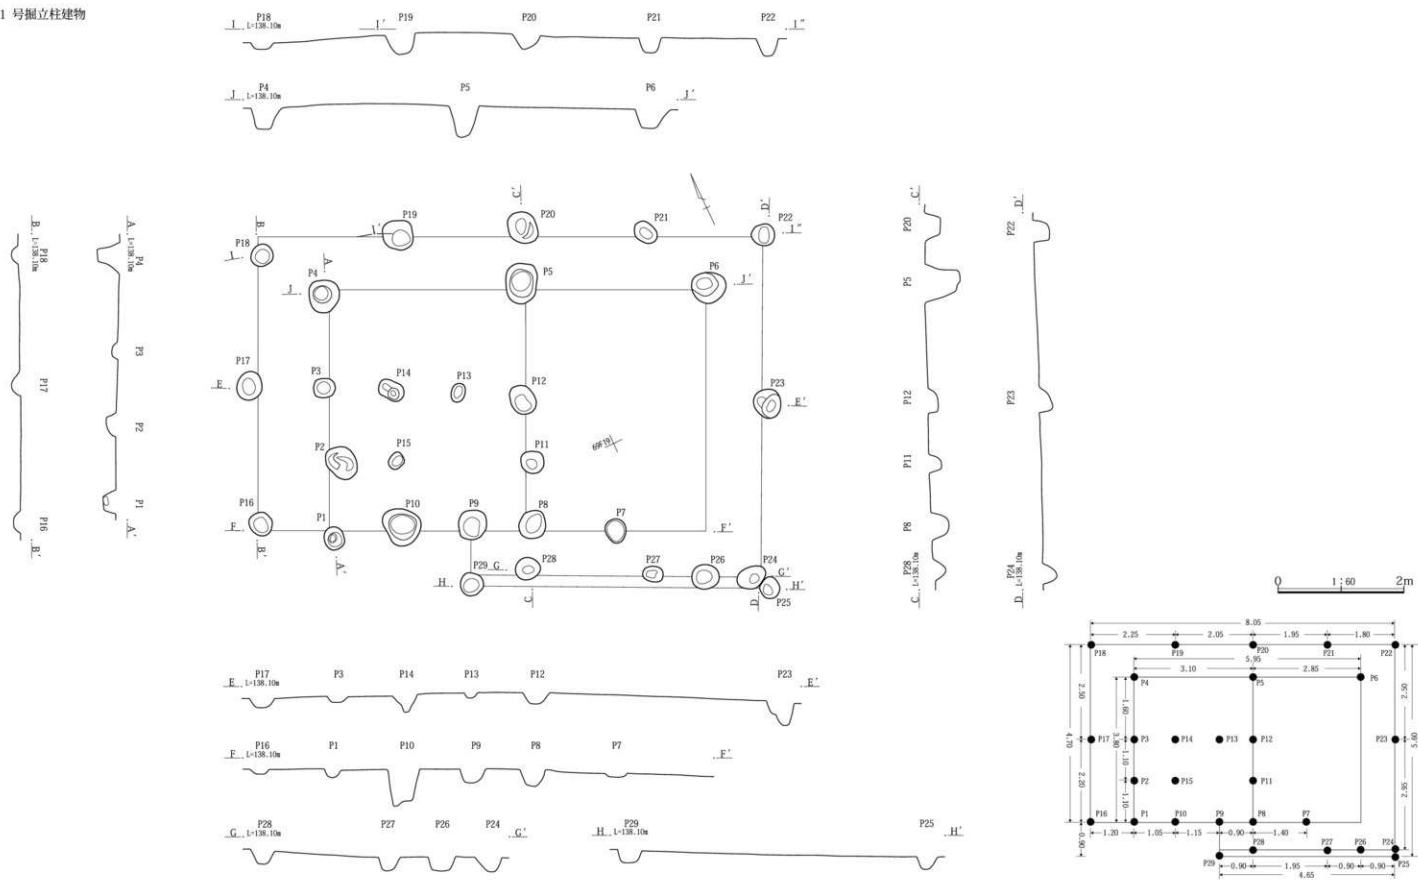 1 号掘立柱建物
P18 P19 P20 P21 P22
I L=138.10m I' I"
P4 P5 P6
J L=138.10m J'
B L=138.10m P18 P17 P16 B'
A L=138.10m P4 P3 P2 P1 A'
C' D'
B P18 P19 P20 P21 P22
I I' I"
A P4 P5 P6
J J'
E P17 P3 P14 P13 P12 P23 E'
P2 P15 P11 69F19
F P16 P1 P10 P9 P8 P7 F'
B' A'
P29 G P28 P27 P26 P24 G'
H P25 H'
C D
C' P20 P5 P12 P11 P8 P28 L=138.10m C
D' P22 P23 P24 L=138.10m D
0 1:60 2m
E L=138.10m P17 P3 P14 P13 P12 P23 E'
F L=138.10m P16 P1 P10 P9 P8 P7 F'
G L=138.10m P28 P27 P26 P24 G'
H L=138.10m P29 P25 H'
8.05
2.25 2.05 1.95 1.80
P18 P19 P20 P21 P22
5.95
3.10 2.85
P4 P5 P6
2.50 1.60 2.50
4.70 3.80 5.60
P17 P3 P14 P13 P12 P23
1.10
P2 P15 P11
2.20 1.10 2.95
P16 P1 P10 P9 P8 P7
1.20 1.05 1.15 0.90 1.40
0.90
P28 P27 P26 P24
P29 P25
0.90 1.95 0.90 0.90
4.65